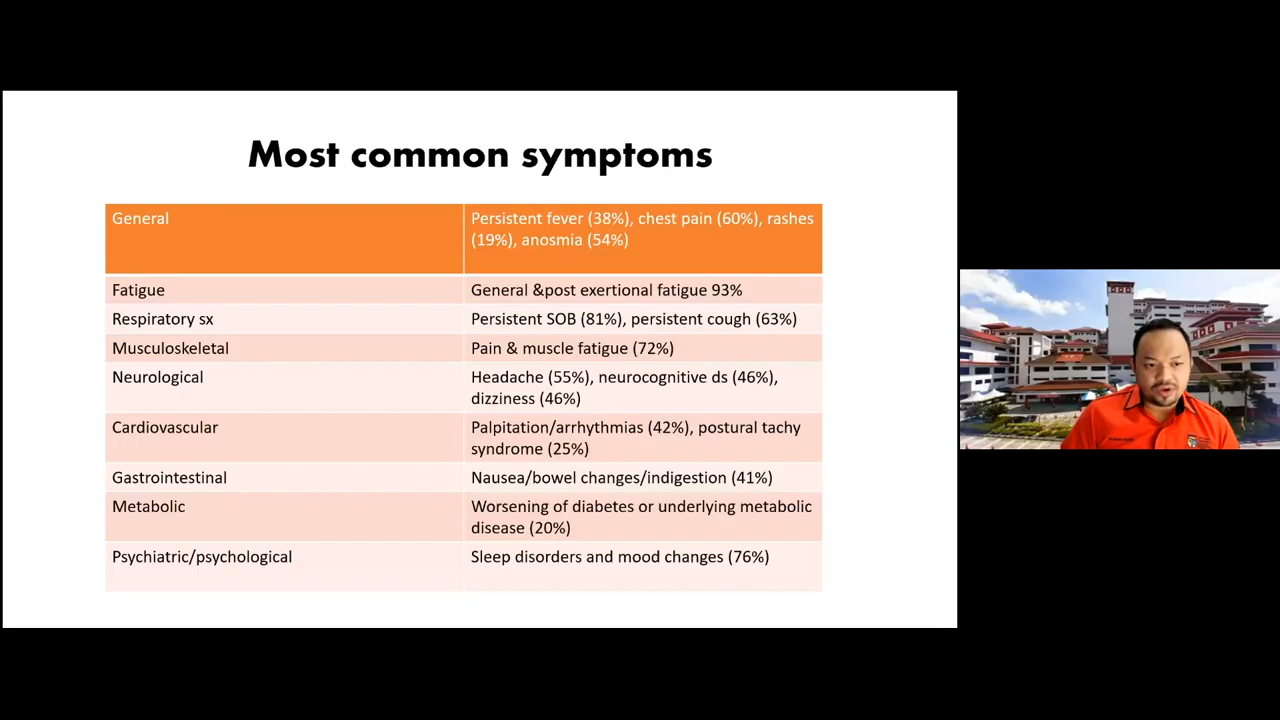 Most common symptoms
General
Persistent fever (38%), chest pain (60%), rashes
(19%), anosmia (54%)
Fatigue
General &post exertional fatigue 93%
Respiratory sx
Persistent SOB (81%), persistent cough (63%)
Musculoskeletal
Pain & muscle fatigue (72%)
Neurological
Headache (55%), neurocognitive ds (46%),
dizziness (46%)
Cardiovascular
Palpitation/arrhythmias (42%), postural tachy
syndrome (25%)
Gastrointestinal
Nausea/bowel changes/indigestion (41%)
Metabolic
Worsening of diabetes or underlying metabolic
disease (20%)
Psychiatric/psychological
Sleep disorders and mood changes (76%)